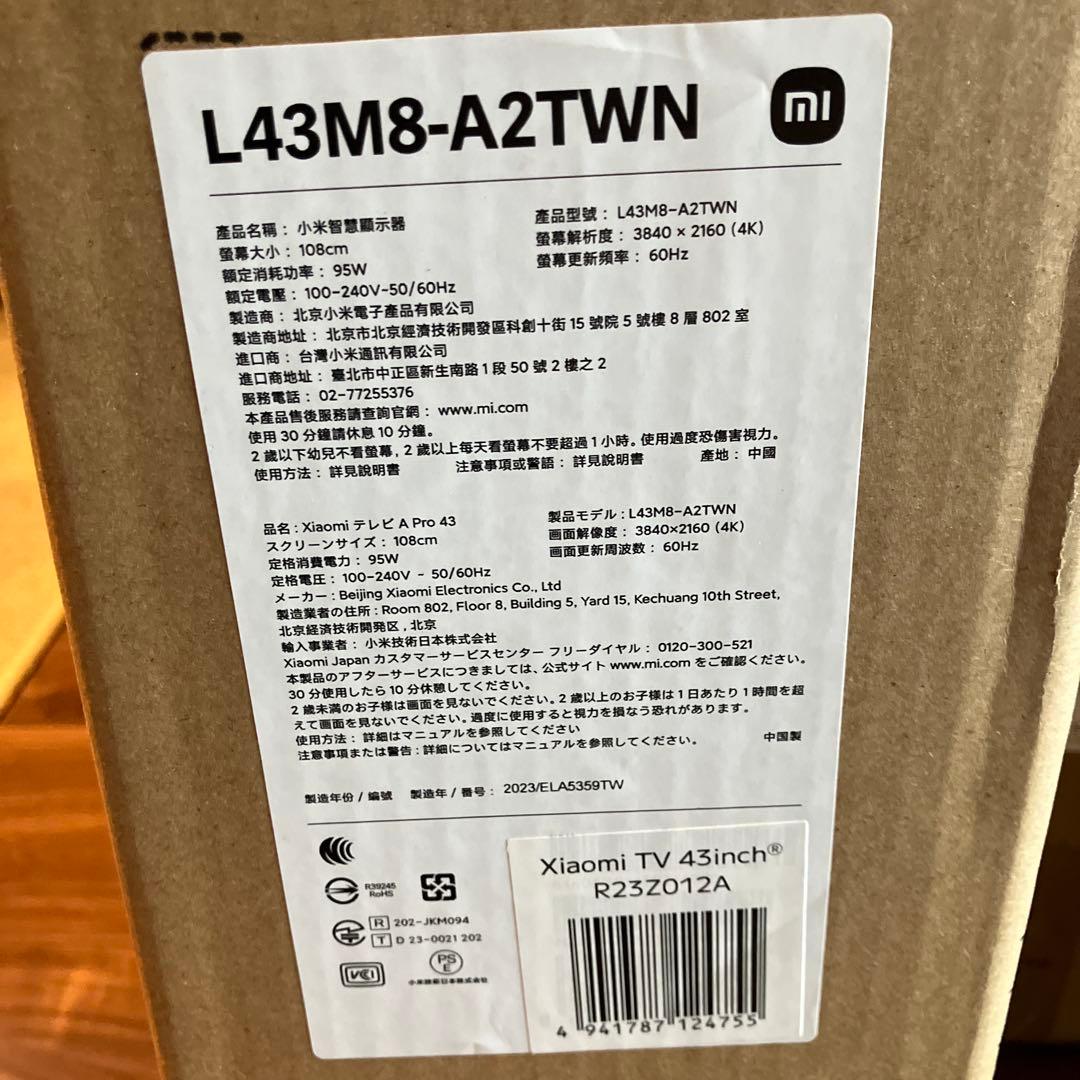 L43M8-A2TWN
mi
產品名稱：小米智慧顯示器
產品型號：L43M8-A2TWN
螢幕大小：108cm
螢幕解析度：3840 × 2160 (4K)
額定消耗功率：95W
螢幕更新頻率：60Hz
額定電壓：100-240V~50/60Hz
製造商：北京小米電子產品有限公司
製造商地址：北京市北京經濟技術開發區科創十街 15 號院 5 號樓 8 層 802 室
進口商：台灣小米通訊有限公司
進口商地址：臺北市中正區新生南路 1 段 50 號 2 樓之 2
服務電話：02-77255376
本產品售後服務請查詢官網：www.mi.com
使用 30 分鐘請休息 10 分鐘。
2 歲以下幼兒不看螢幕，2 歲以上每天看螢幕不要超過 1 小時。使用過度恐傷害視力。
使用方法：詳見說明書 注意事項或警語：詳見說明書 產地：中國
品名：Xiaomi テレビ A Pro 43
製品モデル：L43M8-A2TWN
スクリーンサイズ：108cm
画面解像度：3840×2160 (4K)
定格消費電力：95W
画面更新周波数：60Hz
定格電圧：100-240V ~ 50/60Hz
メーカー：Beijing Xiaomi Electronics Co., Ltd
製造業者の住所：Room 802, Floor 8, Building 5, Yard 15, Kechuang 10th Street,
北京経済技術開発区, 北京
輸入事業者：小米技術日本株式会社
Xiaomi Japan カスタマーサービスセンター フリーダイヤル：0120-300-521
本製品のアフターサービスにつきましては、公式サイト www.mi.com をご確認ください。
30 分使用したら 10 分休憩してください。
2 歳未満のお子様は画面を見ないでください。2 歳以上のお子様は 1 日あたり 1 時間を超
えて画面を見ないでください。過度に使用すると視力を損なう恐れがあります。
使用方法：詳細はマニュアルを参照してください
注意事項または警告：詳細についてはマニュアルを参照してください。 中国製
製造年份 / 編號 製造年 / 番号：2023/ELA5359TW
R39245
RoHS
R 202-JKM094
T D 23-0021 202
VCCI
PS
E
小米技術日本株式会社
Xiaomi TV 43inch®
R23Z012A
4 941787 124755